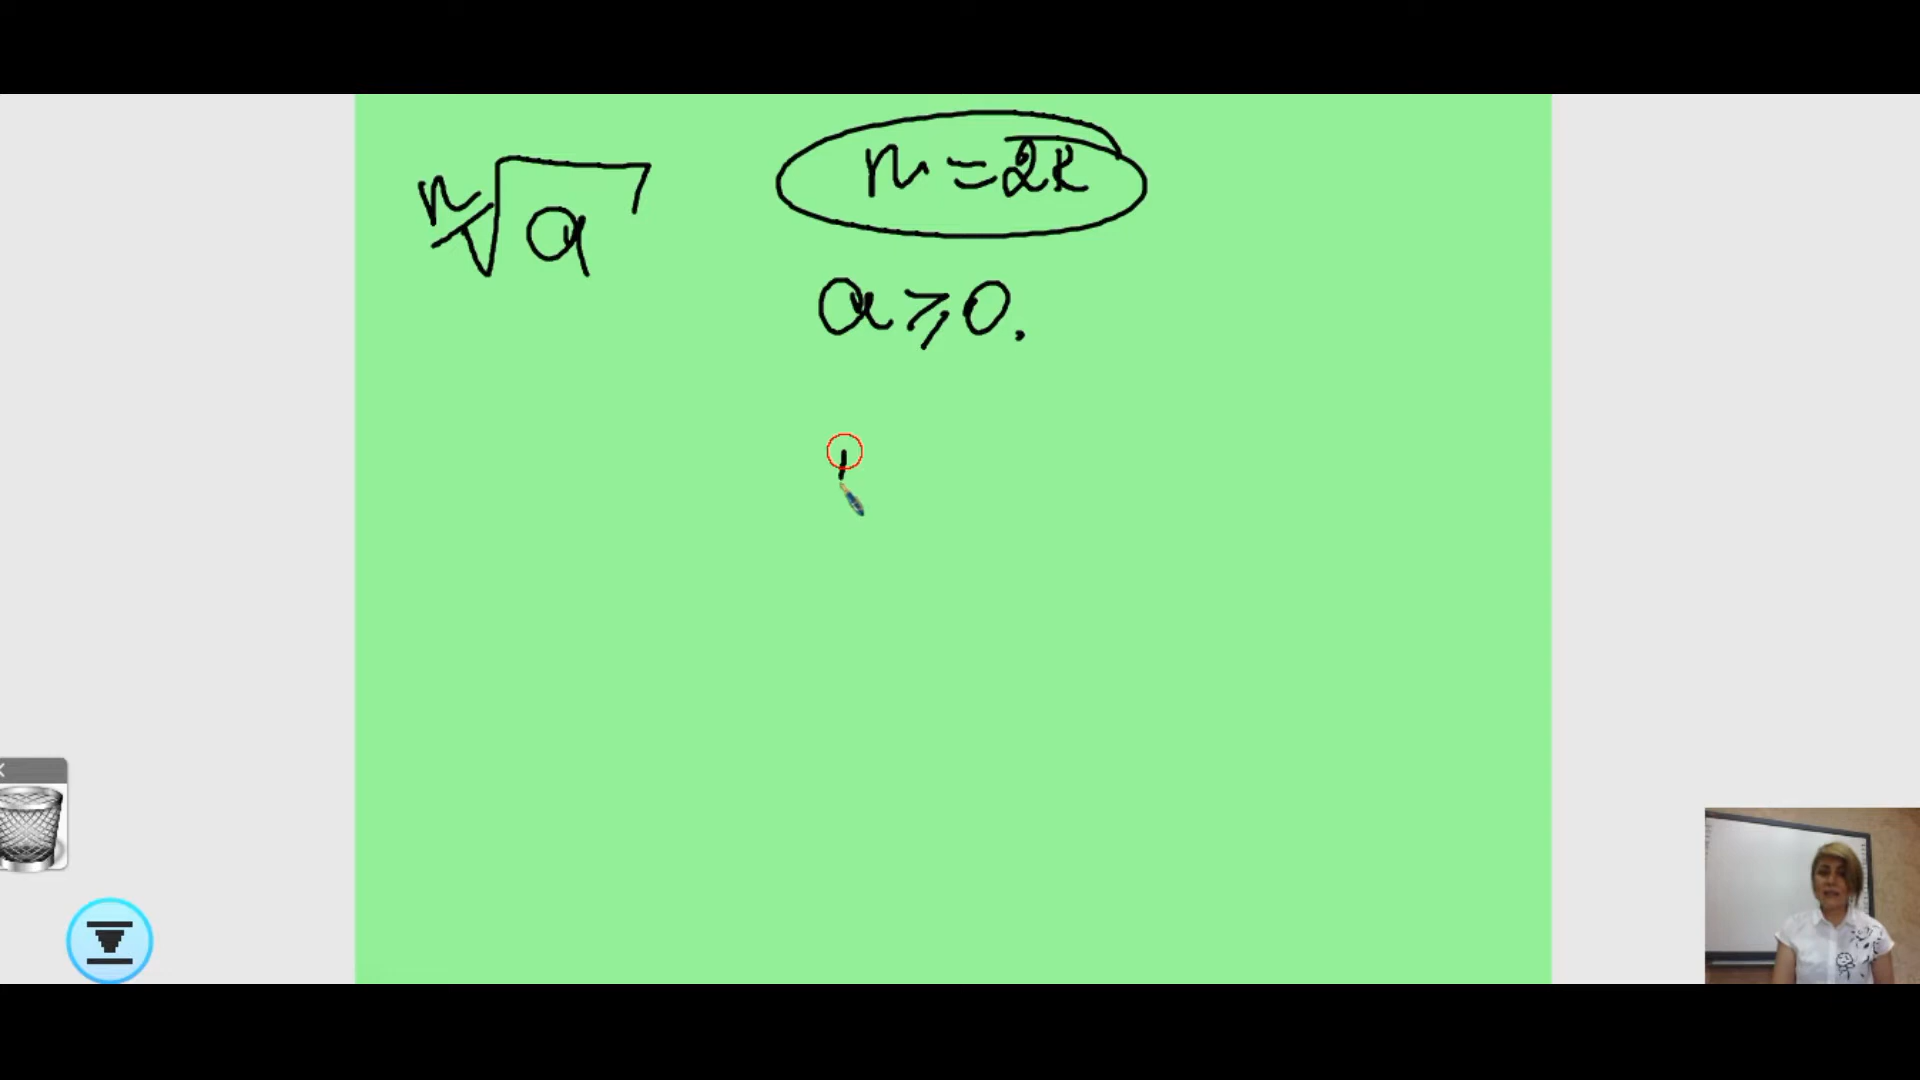 ⁿ√a
n = 2k
a ⩾ 0.